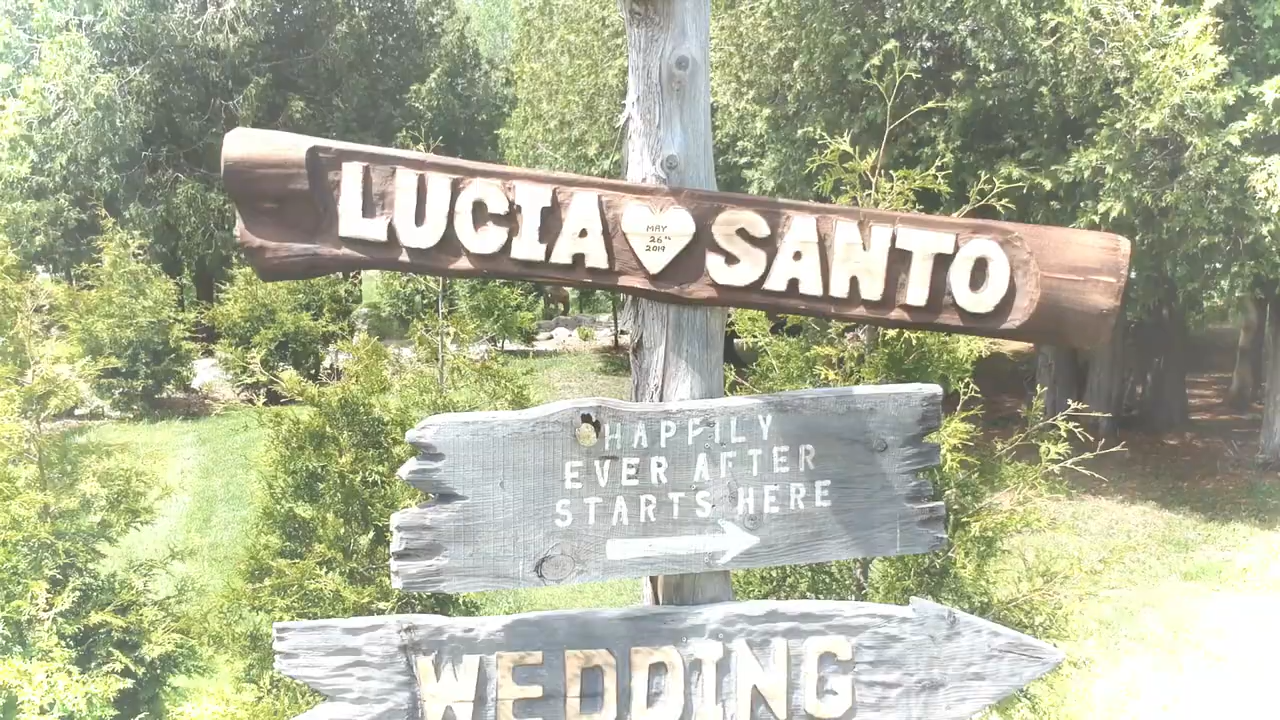 LUCIA SANTO
MAY
26th
2019
HAPPILY
EVER AFTER
STARTS HERE
WEDDING